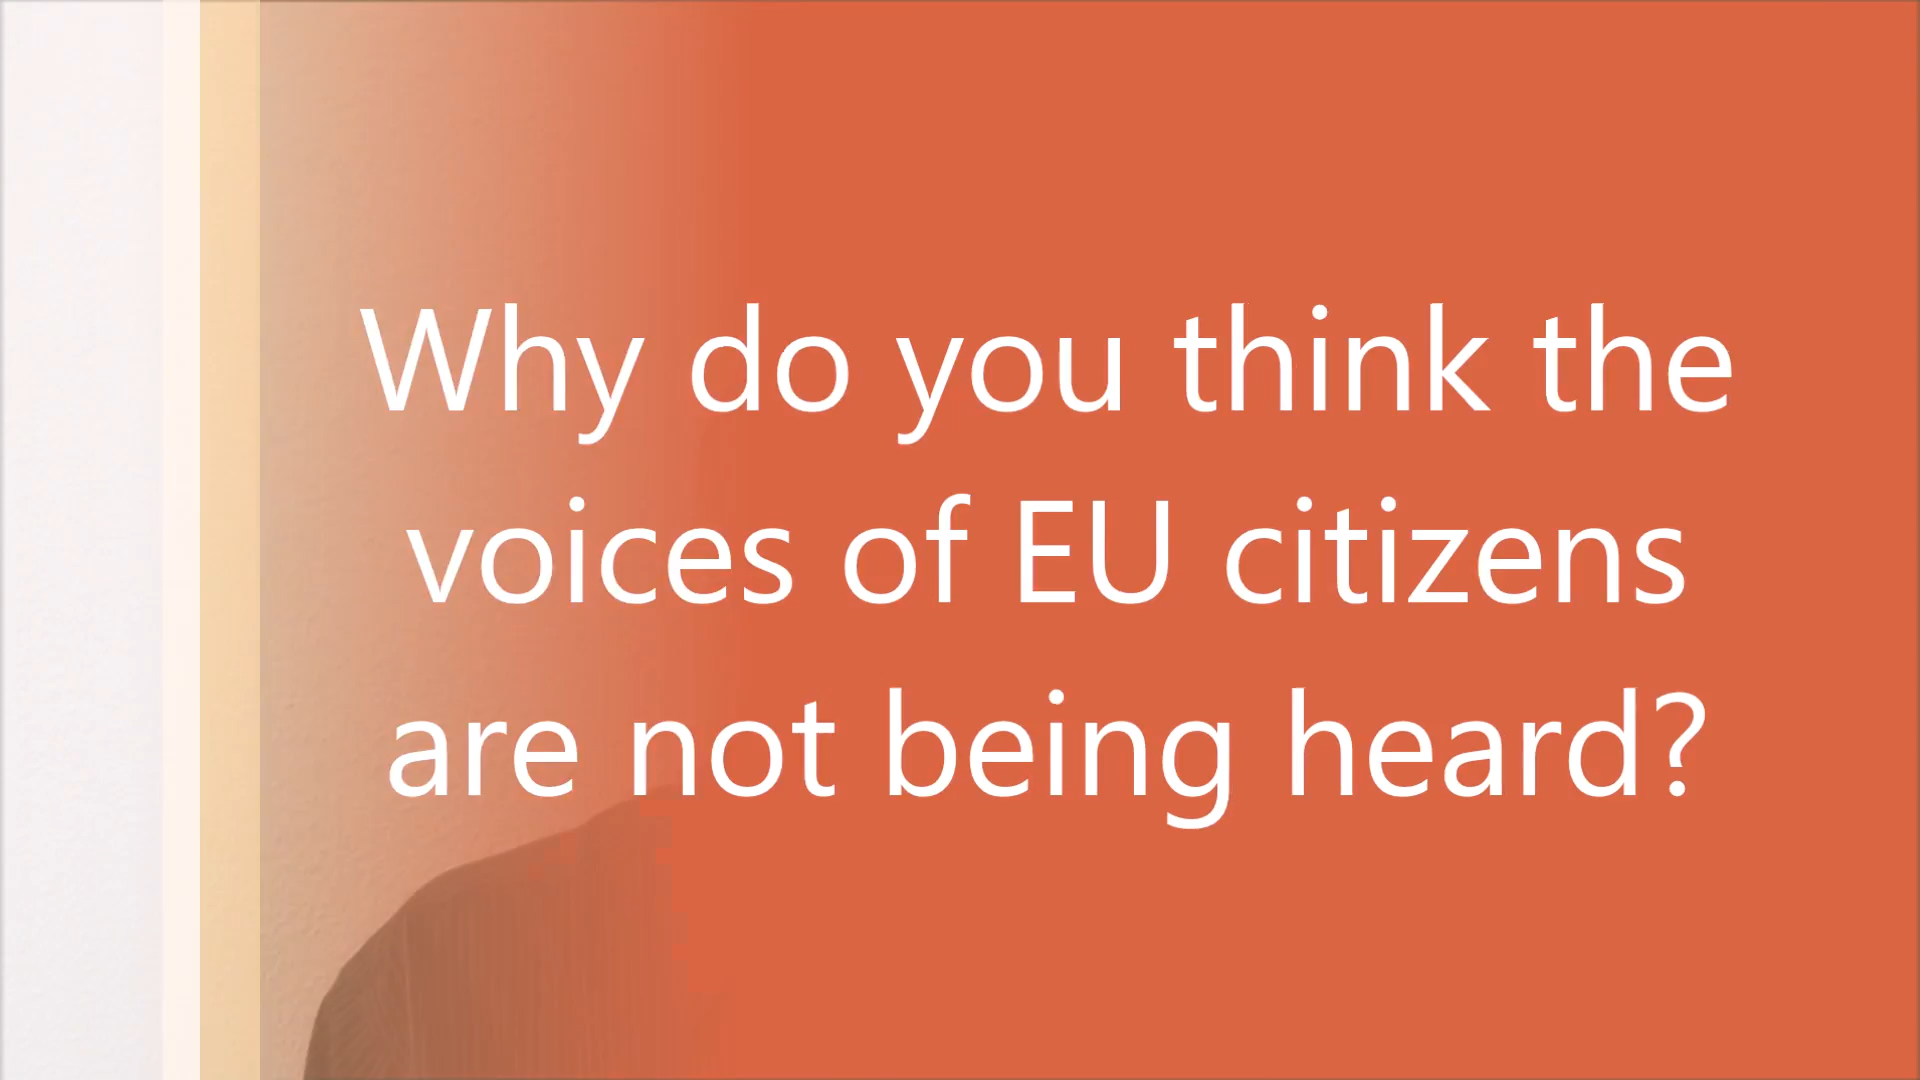 Why do you think the
voices of EU citizens
are not being heard?